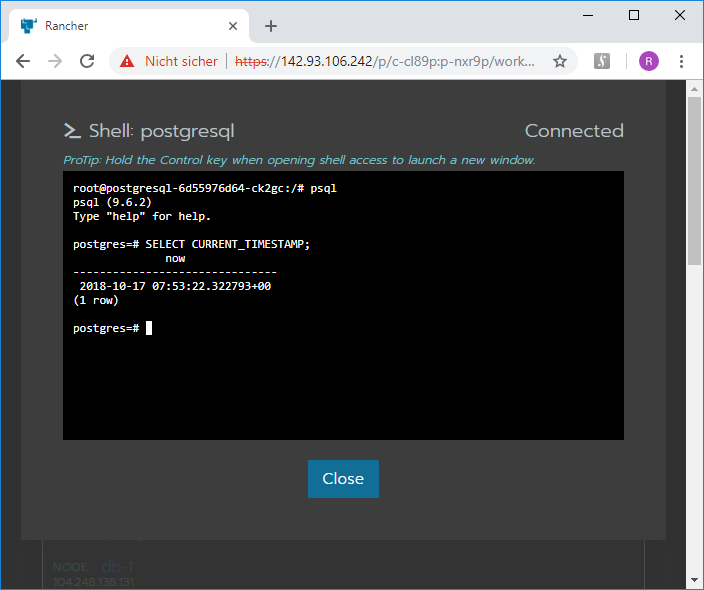 Rancher
Nicht sicher | https://142.93.106.242/p/c-cl89p:p-nxr9p/work...
R
Shell: postgresql
Connected
ProTip: Hold the Control key when opening shell access to launch a new window.
root@postgresql-6d55976d64-ck2gc:/# psql
psql (9.6.2)
Type "help" for help.
postgres=# SELECT CURRENT_TIMESTAMP;
now
-------------------------------
2018-10-17 07:53:22.322793+00
(1 row)
postgres=#
Close
NODE db-1
104.248.138.131